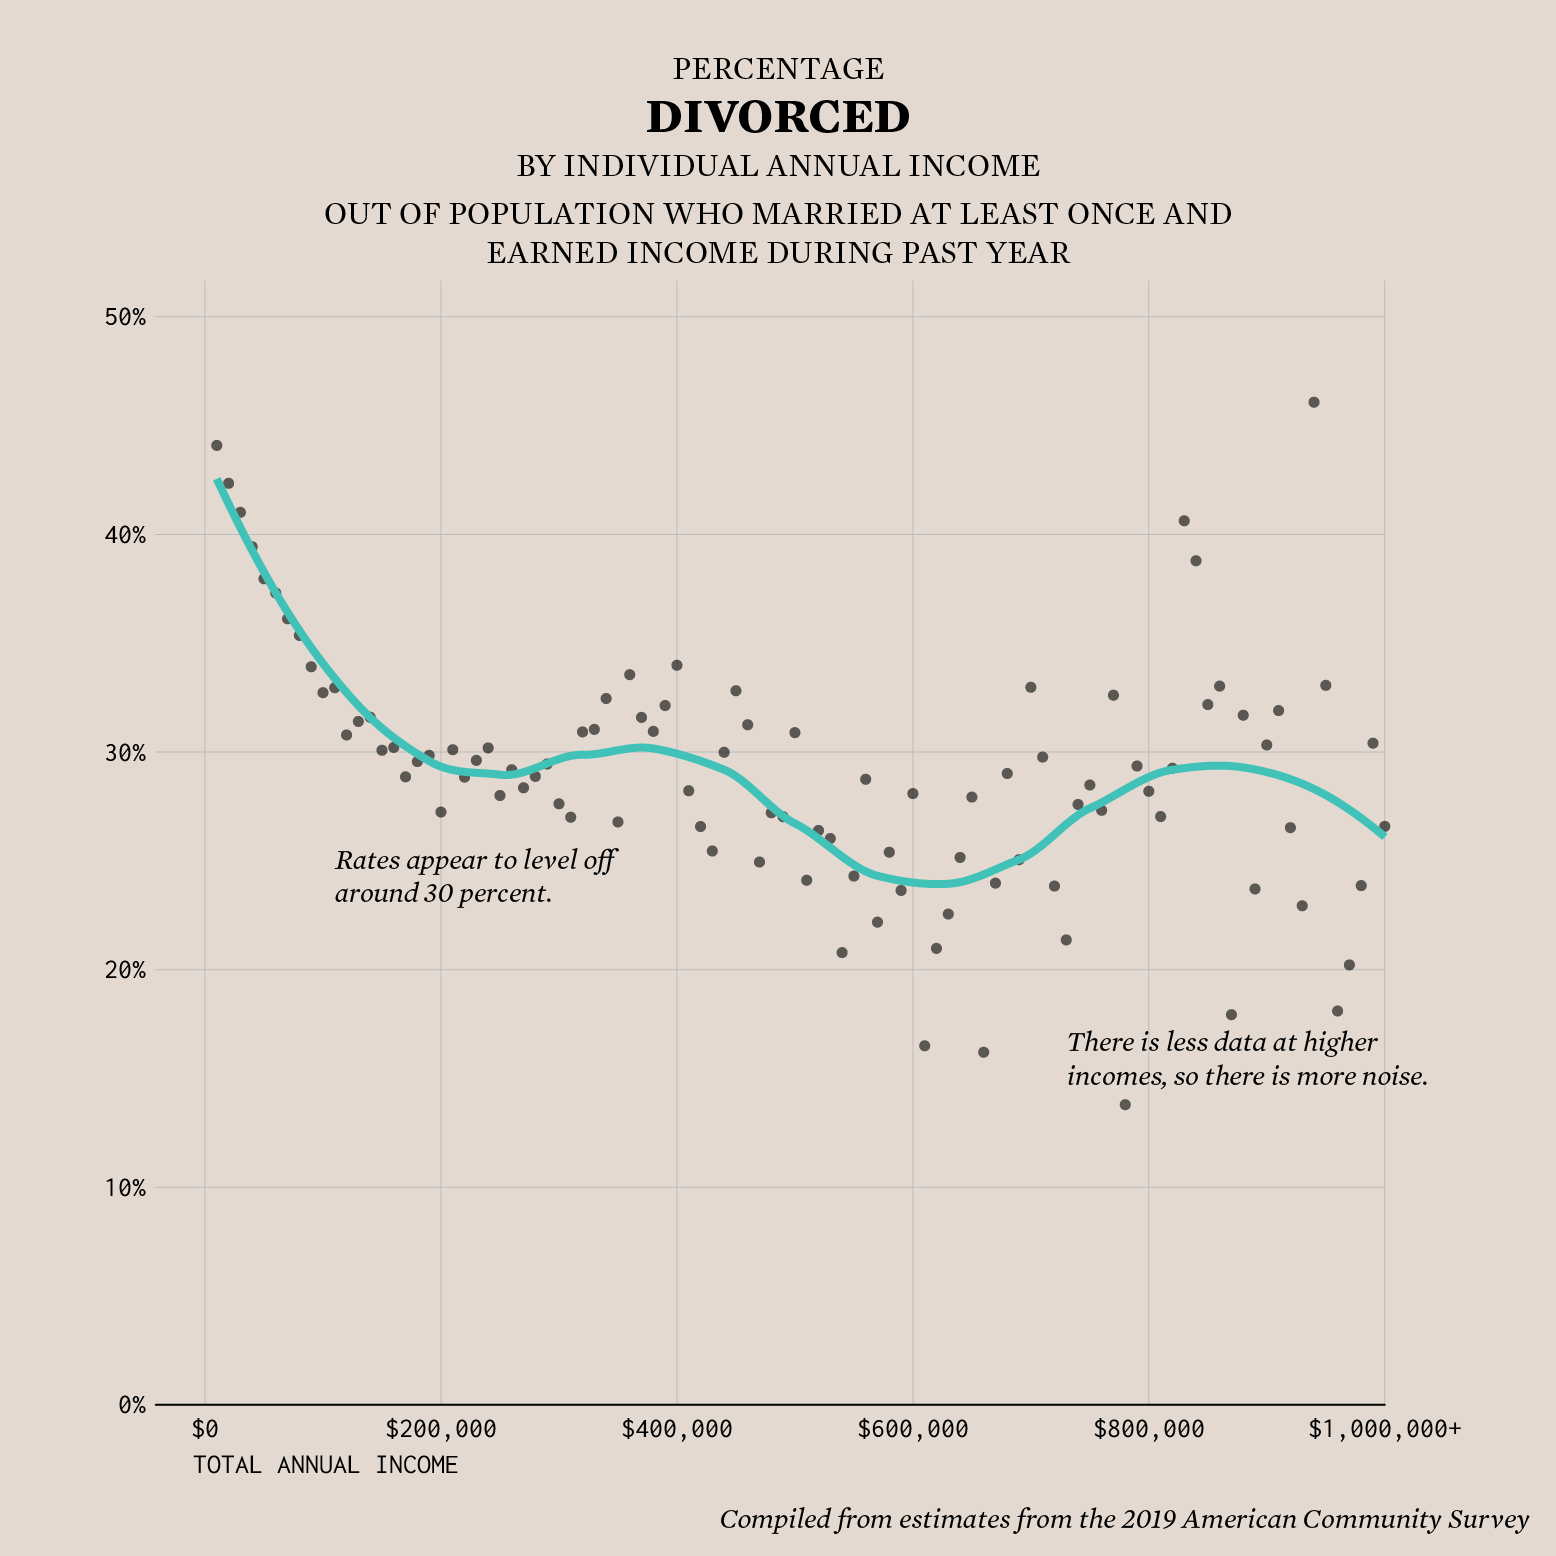 PERCENTAGE
DIVORCED
BY INDIVIDUAL ANNUAL INCOME
OUT OF POPULATION WHO MARRIED AT LEAST ONCE AND
EARNED INCOME DURING PAST YEAR
50%
40%
30%
20%
10%
0%
Rates appear to level off
around 30 percent.
There is less data at higher
incomes, so there is more noise.
$0 $200,000 $400,000 $600,000 $800,000 $1,000,000+
TOTAL ANNUAL INCOME
Compiled from estimates from the 2019 American Community Survey